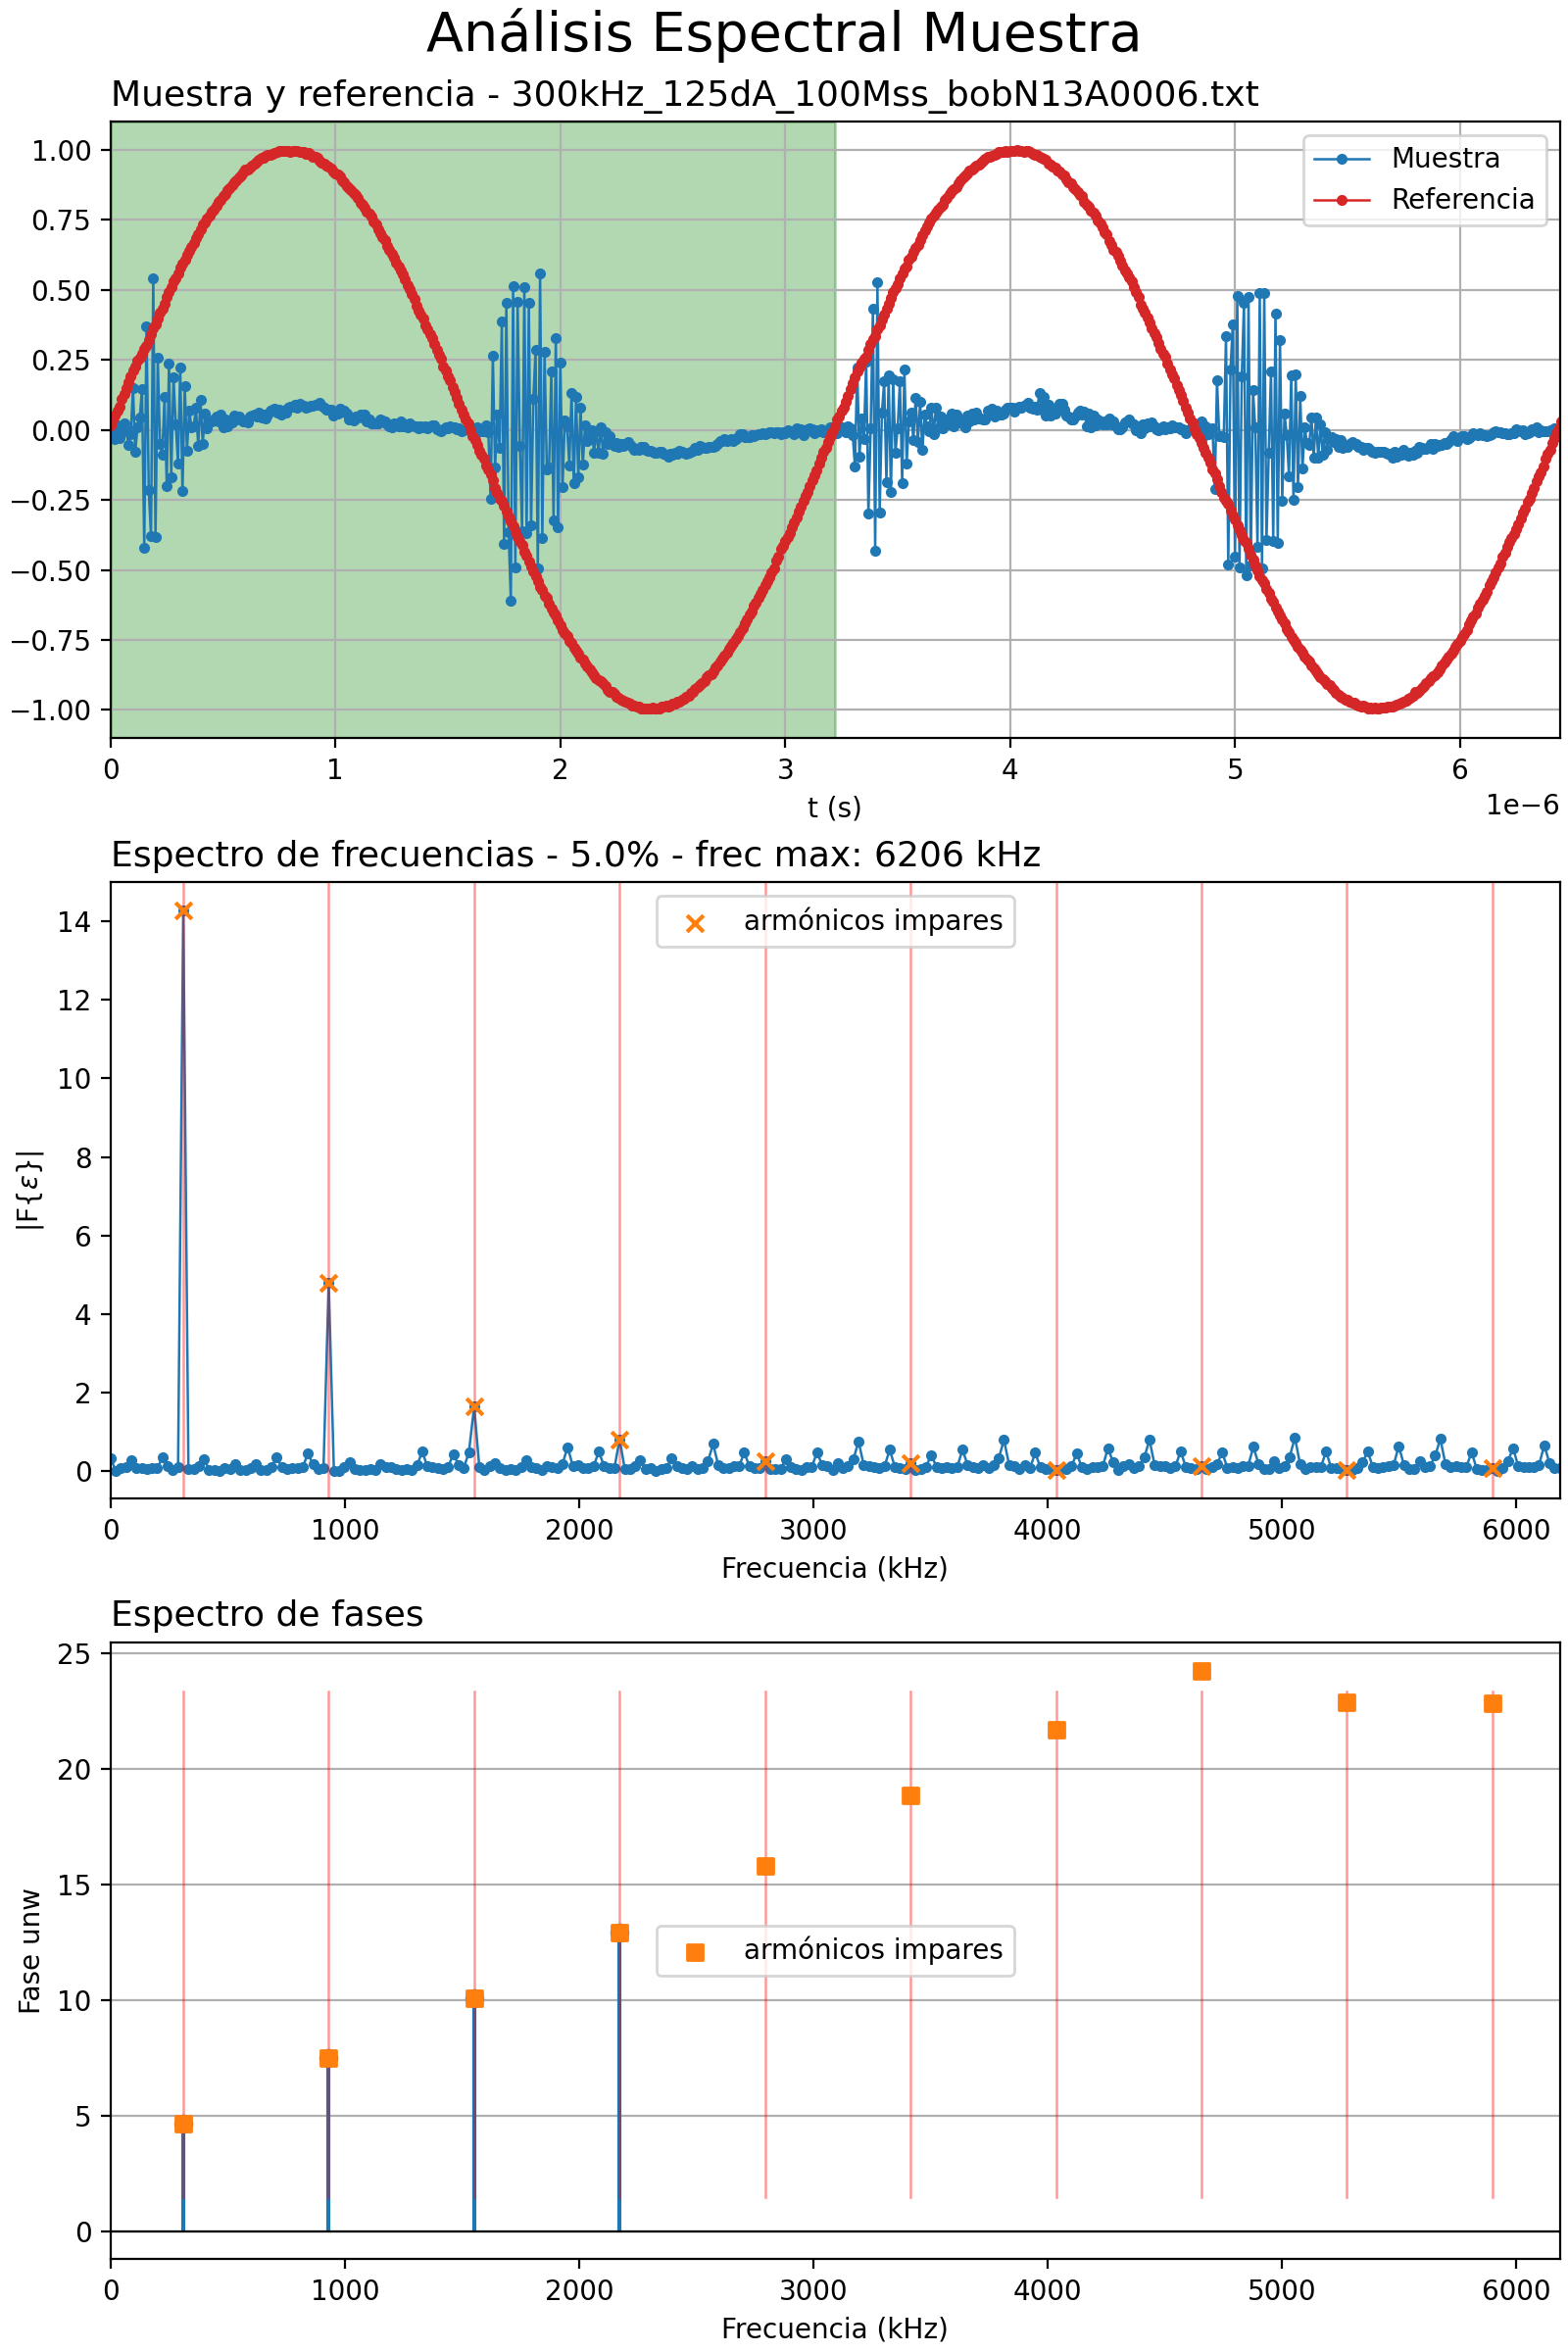 Análisis Espectral Muestra
Muestra y referencia - 300kHz_125dA_100Mss_bobN13A0006.txt
1.00
0.75
0.50
0.25
0.00
−0.25
−0.50
−0.75
−1.00
Muestra
Referencia
0 1 2 3 4 5 6
1e−6
t (s)
Espectro de frecuencias - 5.0% - frec max: 6206 kHz
14
12
10
8
6
4
2
0
|F{ε}|
armónicos impares
0 1000 2000 3000 4000 5000 6000
Frecuencia (kHz)
Espectro de fases
25
20
15
10
5
0
Fase unw
armónicos impares
0 1000 2000 3000 4000 5000 6000
Frecuencia (kHz)